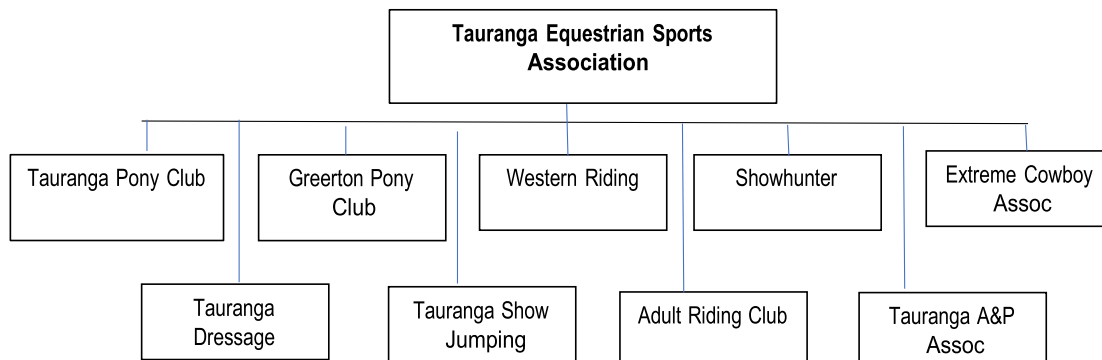 Tauranga Equestrian Sports
Association
Tauranga Pony Club
Greerton Pony
Club
Western Riding
Showhunter
Extreme Cowboy
Assoc
Tauranga
Dressage
Tauranga Show
Jumping
Adult Riding Club
Tauranga A&P
Assoc